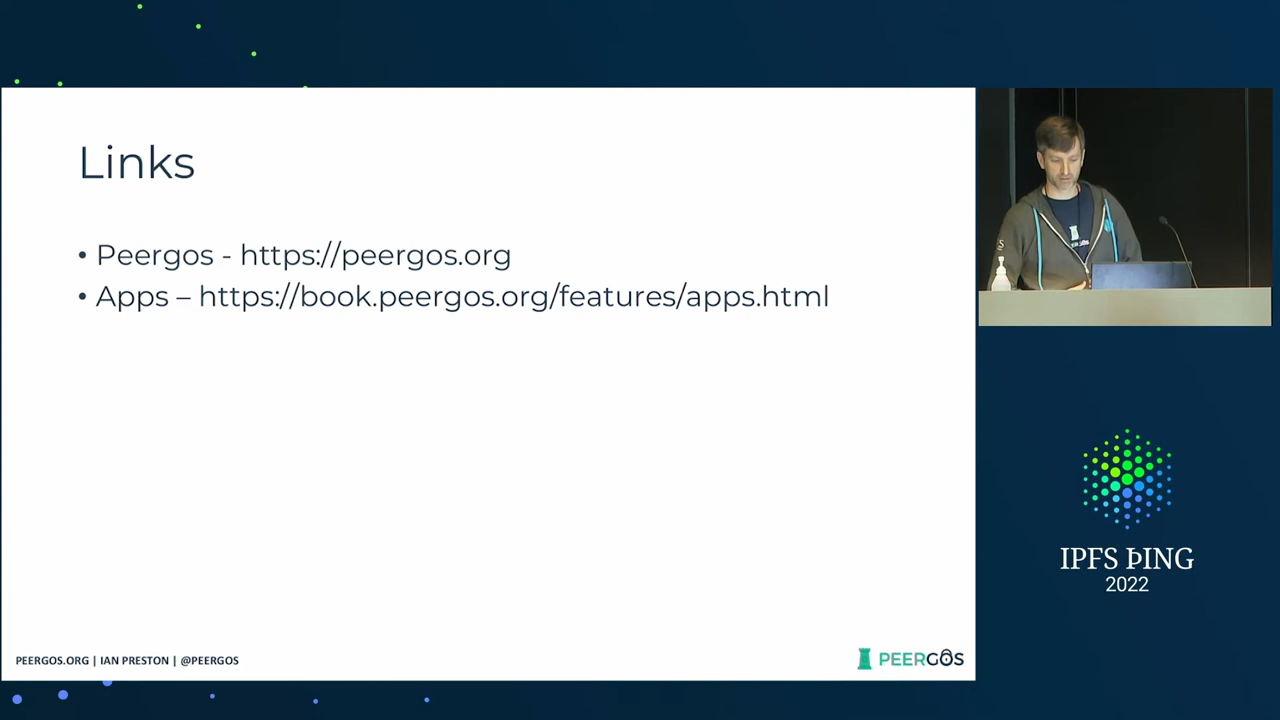 Links
• Peergos - https://peergos.org
• Apps – https://book.peergos.org/features/apps.html
PEERGOS.ORG | IAN PRESTON | @PEERGOS
PEERGOS
IPFS ÞING
2022